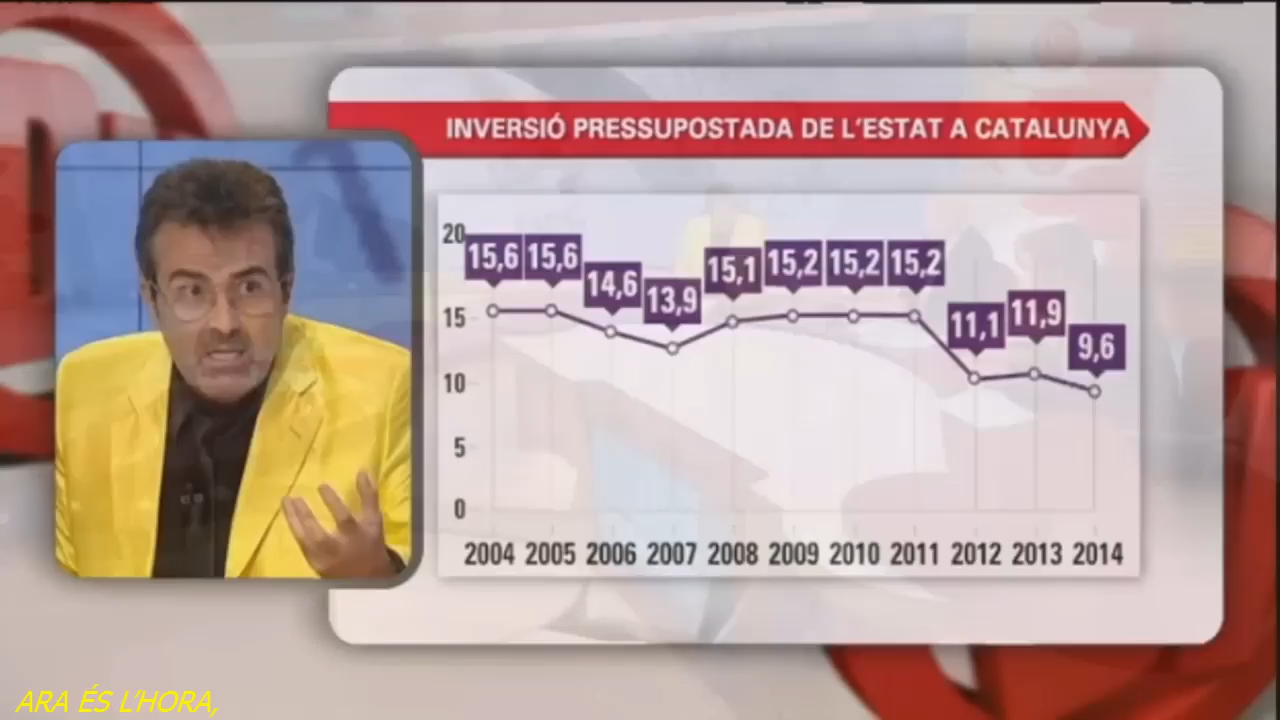 INVERSIÓ PRESSUPOSTADA DE L'ESTAT A CATALUNYA
20
15,6 15,6 14,6 13,9 15,1 15,2 15,2 15,2 11,1 11,9 9,6
15
10
5
0
2004 2005 2006 2007 2008 2009 2010 2011 2012 2013 2014
ARA ÉS L'HORA,